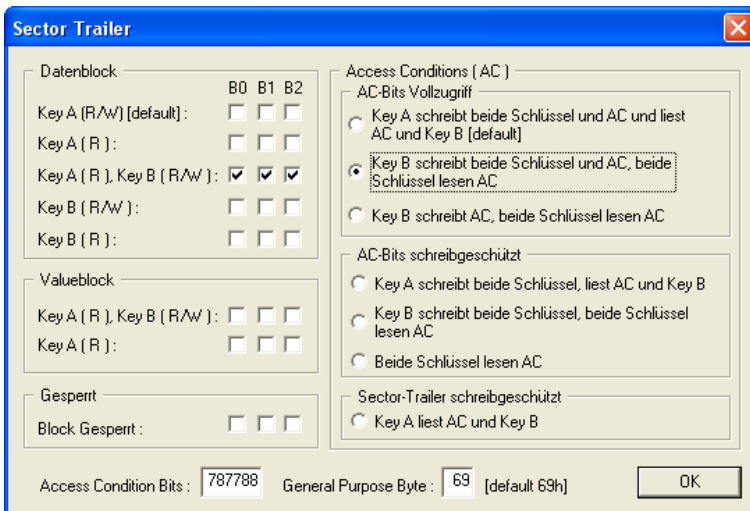 Sector Trailer
Datenblock
B0 B1 B2
Key A (R/W) [default] :
Key A ( R ) :
Key A ( R ), Key B ( R/W ) :
Key B ( R/W ) :
Key B ( R ) :
Valueblock
Key A ( R ), Key B ( R/W ) :
Key A ( R ) :
Gesperrt
Block Gesperrt :
Access Conditions ( AC )
AC-Bits Vollzugriff
Key A schreibt beide Schlüssel und AC und liest
AC und Key B [default]
Key B schreibt beide Schlüssel und AC, beide
Schlüssel lesen AC
Key B schreibt AC, beide Schlüssel lesen AC
AC-Bits schreibgeschützt
Key A schreibt beide Schlüssel, liest AC und Key B
Key B schreibt beide Schlüssel, beide Schlüssel
lesen AC
Beide Schlüssel lesen AC
Sector-Trailer schreibgeschützt
Key A liest AC und Key B
Access Condition Bits : 787788 General Purpose Byte : 69 [default 69h] OK